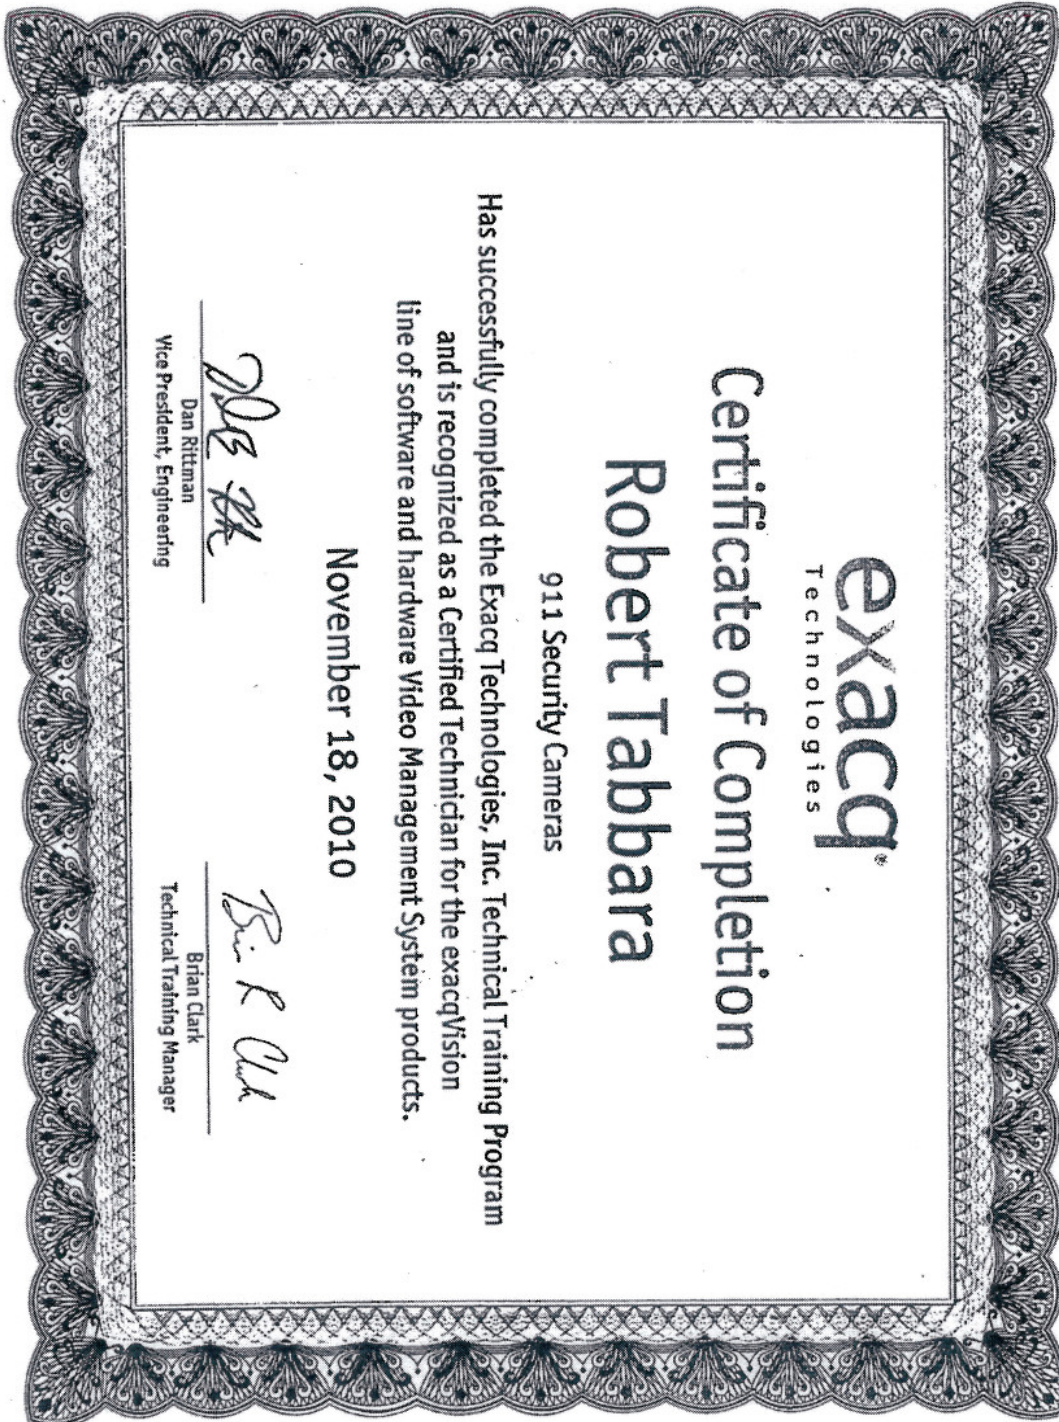 exacq®
Technologies
Certificate of Completion
Robert Tabbara
911 Security Cameras
Has successfully completed the Exacq Technologies, Inc. Technical Training Program
and is recognized as a Certified Technician for the exacqVision
line of software and hardware Video Management System products.
November 18, 2010
Dan Rittman
Vice President, Engineering
Brian R Clark
Brian Clark
Technical Training Manager